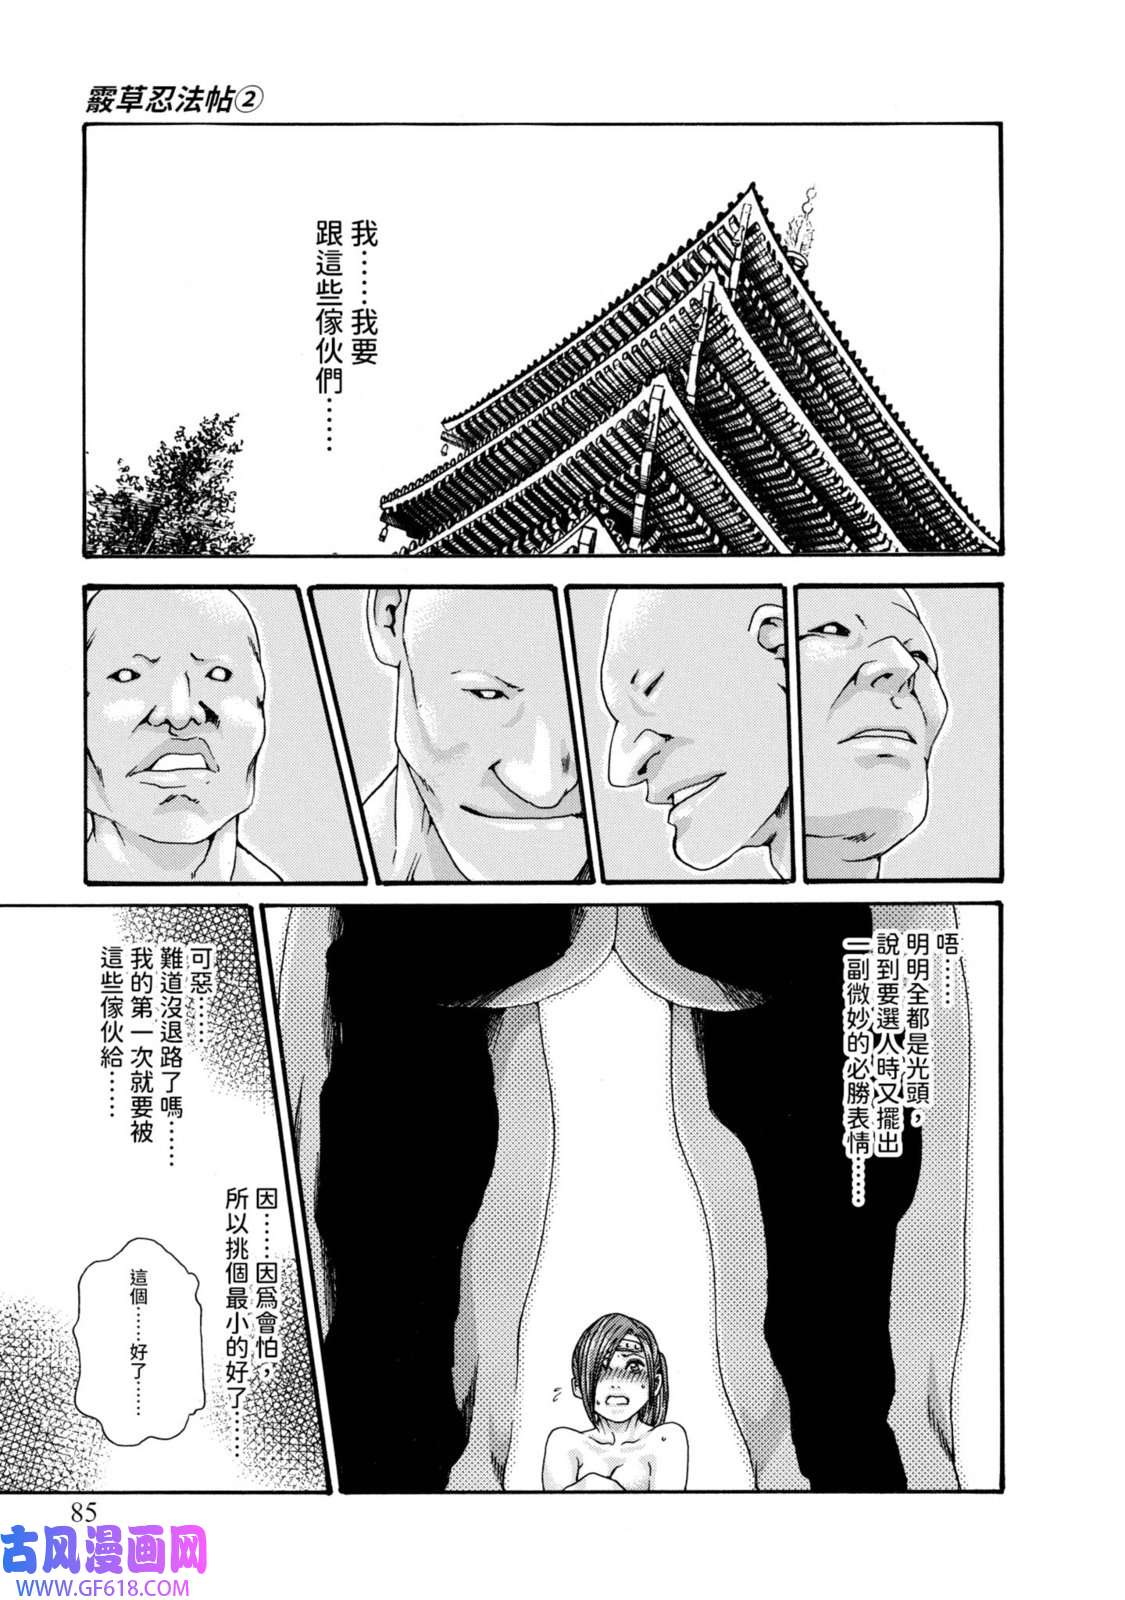 霞草忍法帖②
我……我要
跟這些傢伙們……
唔……
明明全都是光頭，
說到要選人時又擺出
一副微妙的必勝表情……
可惡……
難道沒退路了嗎……
我的第一次就要被
這些傢伙給……
因……因爲會怕，
所以挑個最小的好了……
這個……好了……
85
古风漫画网
WWW.GF618.COM